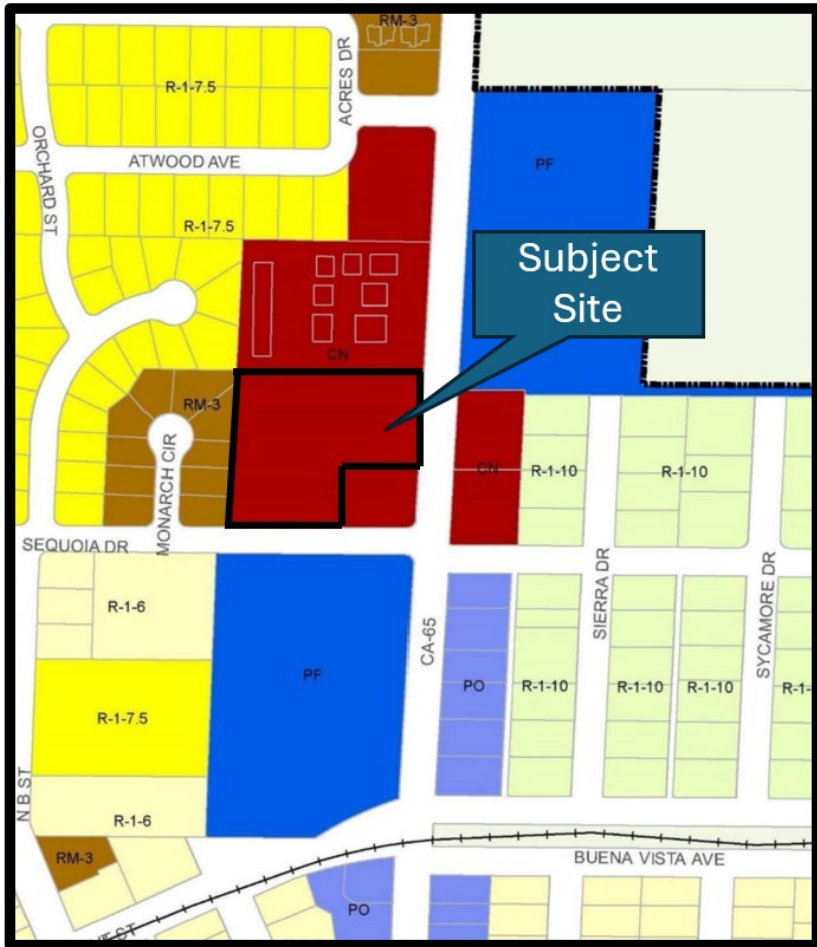 RM-3
R-1-7.5
ACRES DR
ORCHARD ST
ATWOOD AVE
PF
R-1-7.5
Subject
Site
CN
RM-3
MONARCH CIR
CN
R-1-10
R-1-10
SEQUOIA DR
R-1-6
SIERRA DR
SYCAMORE DR
CA-65
PF
PO
R-1-10
R-1-10
R-1-10
R-1-
R-1-7.5
N B ST
R-1-6
RM-3
BUENA VISTA AVE
PO